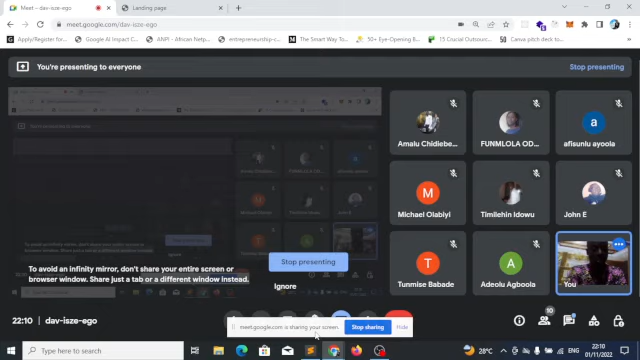 Meet – dav-isze-ego
Landing page
meet.google.com/dav-isze-ego
Apply/Register for...
Google AI Impact C...
ANPI - African Net...
entrepreneurship-c...
The Smart Way To...
50+ Eye-Opening B...
15 Crucial Outsourc...
Canva pitch deck to...
You're presenting to everyone
Stop presenting
Amalu Chidiebe...
FUNMLOLA OD...
afisunlu ayoola
Michael Olabiyi
Timilehin Idowu
John E
To avoid an infinity mirror, don't share your entire screen or
browser window. Share just a tab or a different window instead.
Stop presenting
Ignore
Tunmise Babade
Adeolu Agboola
You
22:10 | dav-isze-ego
meet.google.com is sharing your screen.
Stop sharing
Hide
10
Type here to search
28°C
22:10
01/11/2022